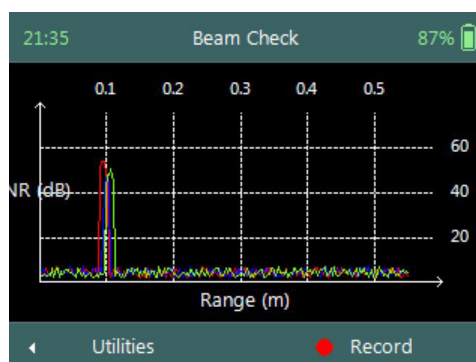 21:35 Beam Check 87%
0.1 0.2 0.3 0.4 0.5
60
NR (dB) 40
20
Range (m)
Utilities Record